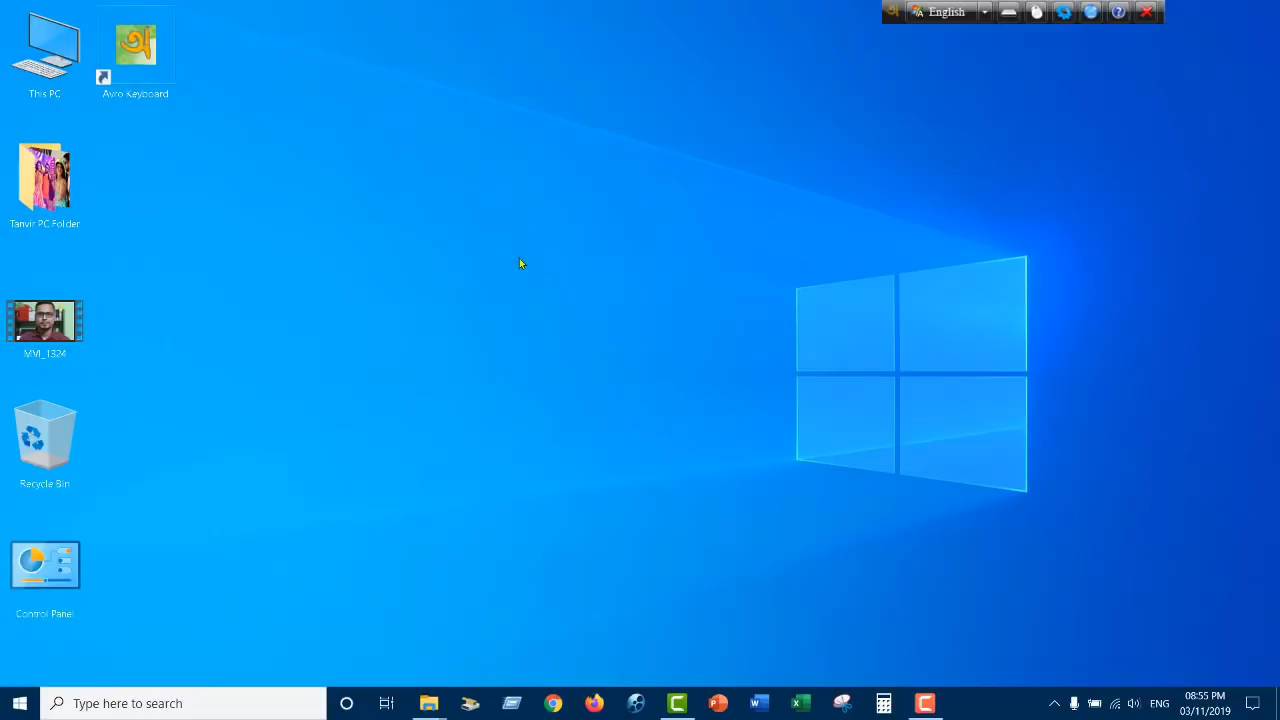 English
This PC
অ
Avro Keyboard
Tanvir PC Folder
MVI_1324
Recycle Bin
Control Panel
Type here to search
ENG
08:55 PM
03/11/2019